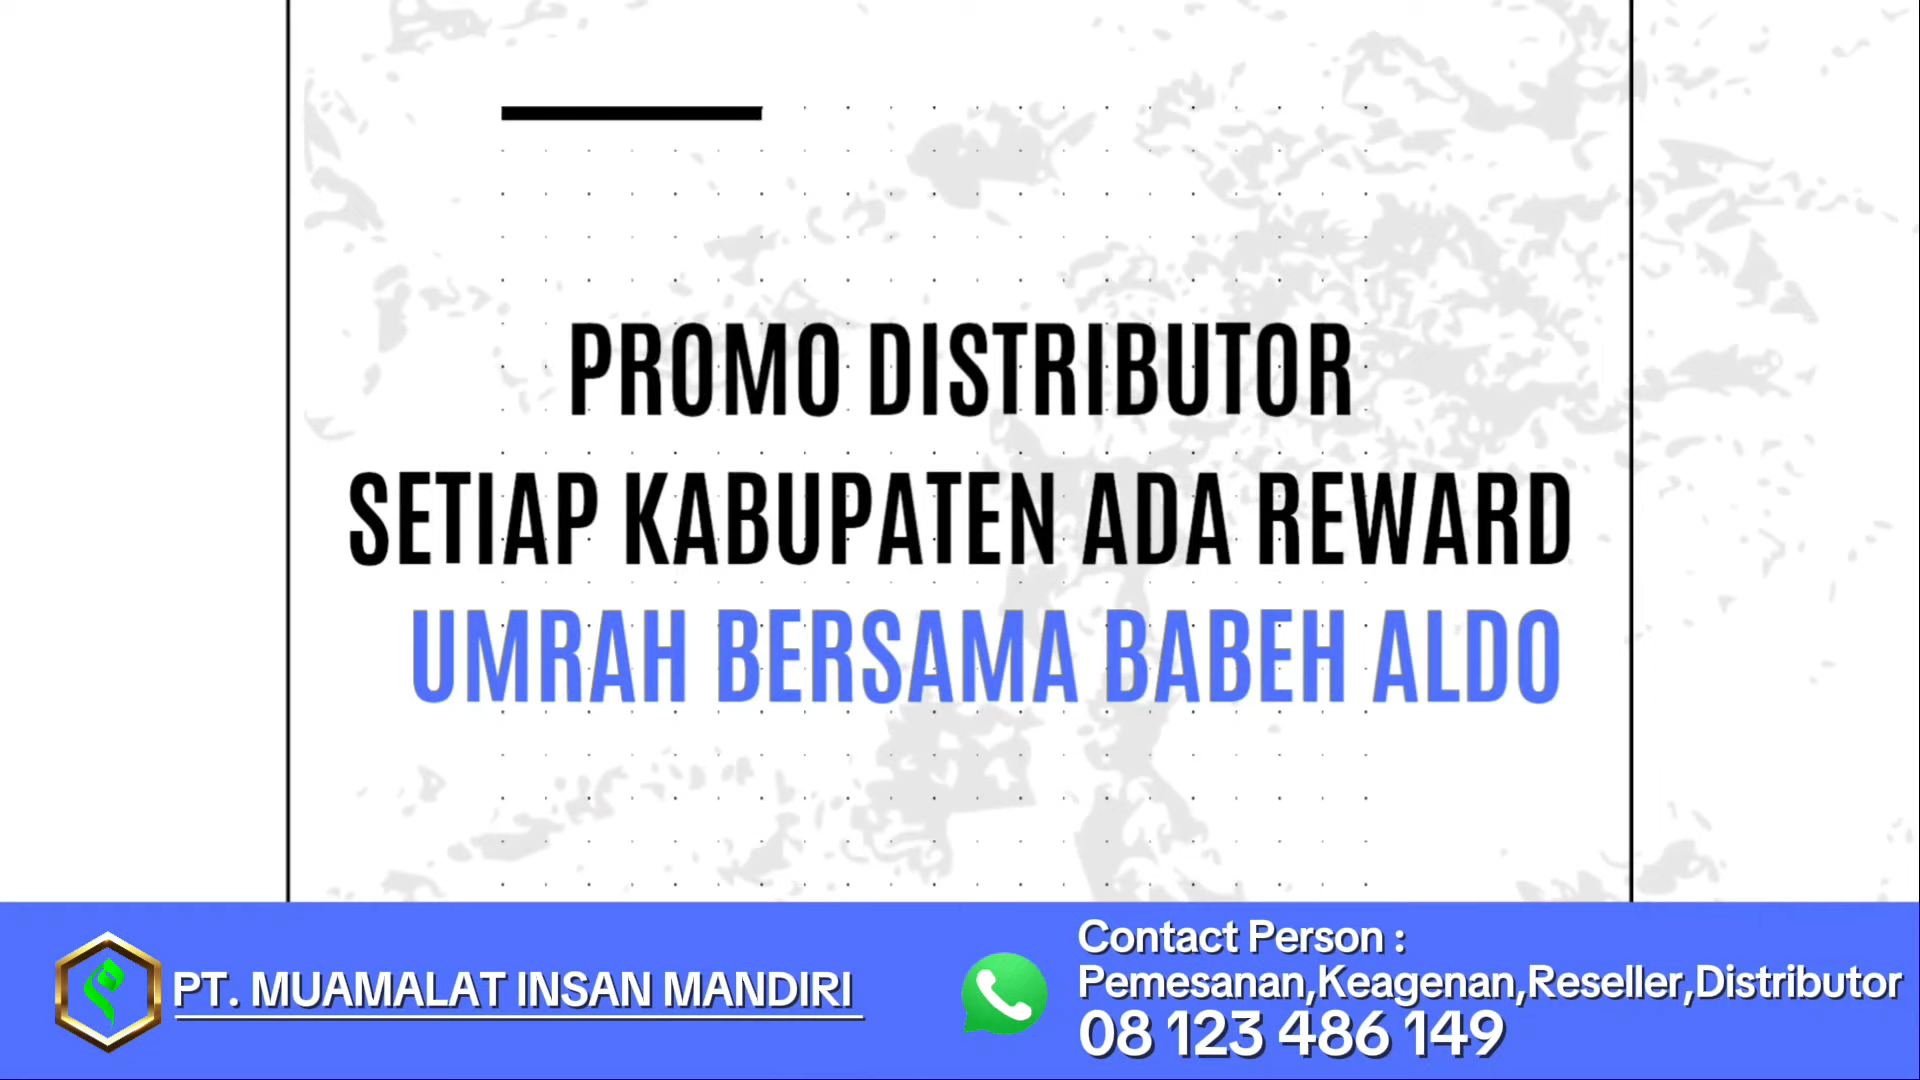 PROMO DISTRIBUTOR
SETIAP KABUPATEN ADA REWARD
UMRAH BERSAMA BABEH ALDO
PT. MUAMALAT INSAN MANDIRI
Contact Person :
Pemesanan,Keagenan,Reseller,Distributor
08 123 486 149